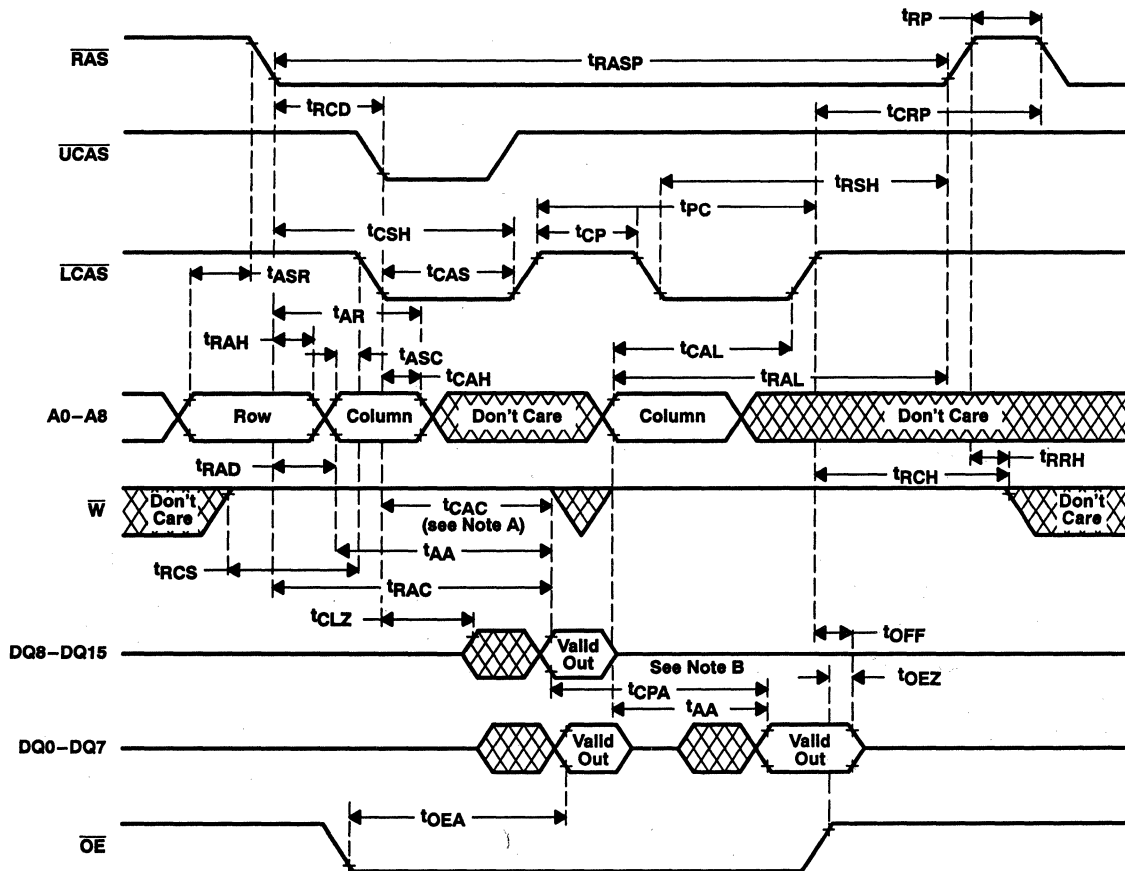 tRP
RAS
tRASP
tRCD
tCRP
UCAS
tRSH
tPC
tCSH
tCP
LCAS
tASR
tCAS
tAR
tRAH
tASC
tCAL
tCAH
tRAL
A0–A8
Row
Column
Don't Care
Column
Don't Care
tRAD
tRRH
tRCH
W
Don't
Care
tCAC
(see Note A)
Don't
Care
tAA
tRCS
tRAC
tCLZ
tOFF
DQ8–DQ15
Valid
Out
See Note B
tOEZ
tCPA
tAA
DQ0–DQ7
Valid
Out
Valid
Out
tOEA
OE